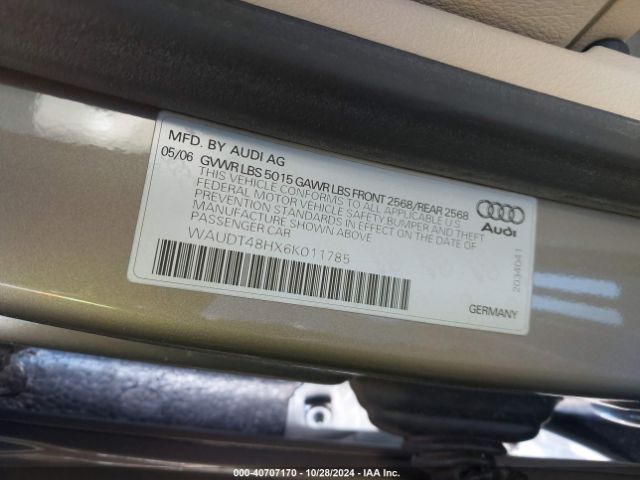 MFD. BY AUDI AG
05/06 GVWR LBS 5015 GAWR LBS FRONT 2568/REAR 2568
THIS VEHICLE CONFORMS TO ALL APPLICABLE U.S.
FEDERAL MOTOR VEHICLE SAFETY BUMPER AND THEFT
PREVENTION STANDARDS IN EFFECT ON THE DATE OF
MANUFACTURE SHOWN ABOVE
PASSENGER CAR
WAUDT48HX6K011785
Audi
2034041
GERMANY
000-40707170 | 10/28/2024 | IAA Inc.